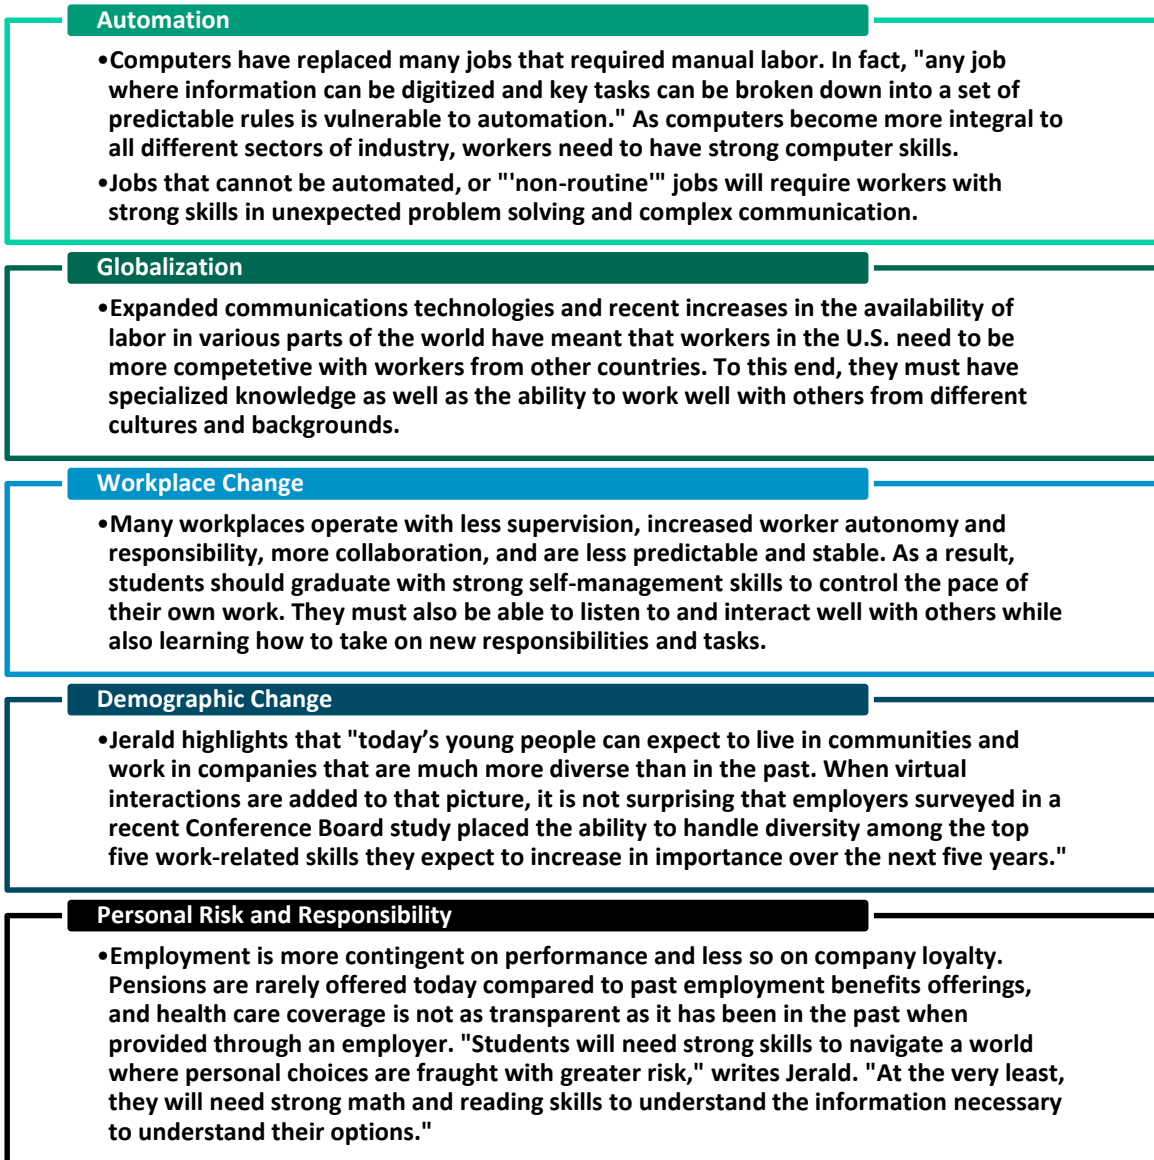 Automation
•Computers have replaced many jobs that required manual labor. In fact, "any job
where information can be digitized and key tasks can be broken down into a set of
predictable rules is vulnerable to automation." As computers become more integral to
all different sectors of industry, workers need to have strong computer skills.
•Jobs that cannot be automated, or "'non-routine'" jobs will require workers with
strong skills in unexpected problem solving and complex communication.
Globalization
•Expanded communications technologies and recent increases in the availability of
labor in various parts of the world have meant that workers in the U.S. need to be
more competetive with workers from other countries. To this end, they must have
specialized knowledge as well as the ability to work well with others from different
cultures and backgrounds.
Workplace Change
•Many workplaces operate with less supervision, increased worker autonomy and
responsibility, more collaboration, and are less predictable and stable. As a result,
students should graduate with strong self-management skills to control the pace of
their own work. They must also be able to listen to and interact well with others while
also learning how to take on new responsibilities and tasks.
Demographic Change
•Jerald highlights that "today’s young people can expect to live in communities and
work in companies that are much more diverse than in the past. When virtual
interactions are added to that picture, it is not surprising that employers surveyed in a
recent Conference Board study placed the ability to handle diversity among the top
five work-related skills they expect to increase in importance over the next five years."
Personal Risk and Responsibility
•Employment is more contingent on performance and less so on company loyalty.
Pensions are rarely offered today compared to past employment benefits offerings,
and health care coverage is not as transparent as it has been in the past when
provided through an employer. "Students will need strong skills to navigate a world
where personal choices are fraught with greater risk," writes Jerald. "At the very least,
they will need strong math and reading skills to understand the information necessary
to understand their options."